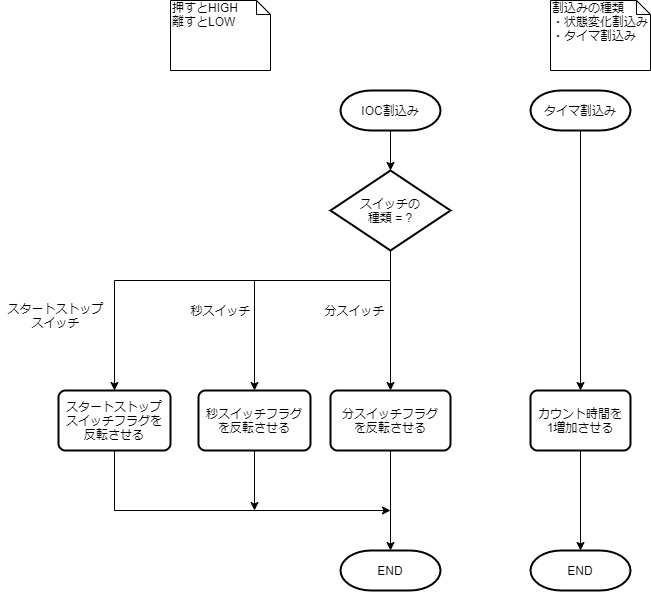 押すとHIGH
離すとLOW
割込みの種類
・状態変化割込み
・タイマ割込み
IOC割込み
タイマ割込み
スイッチの
種類 = ?
スタートストップ
スイッチ
秒スイッチ
分スイッチ
スタートストップ
スイッチフラグを
反転させる
秒スイッチフラグ
を反転させる
分スイッチフラグ
を反転させる
カウント時間を
1増加させる
END
END